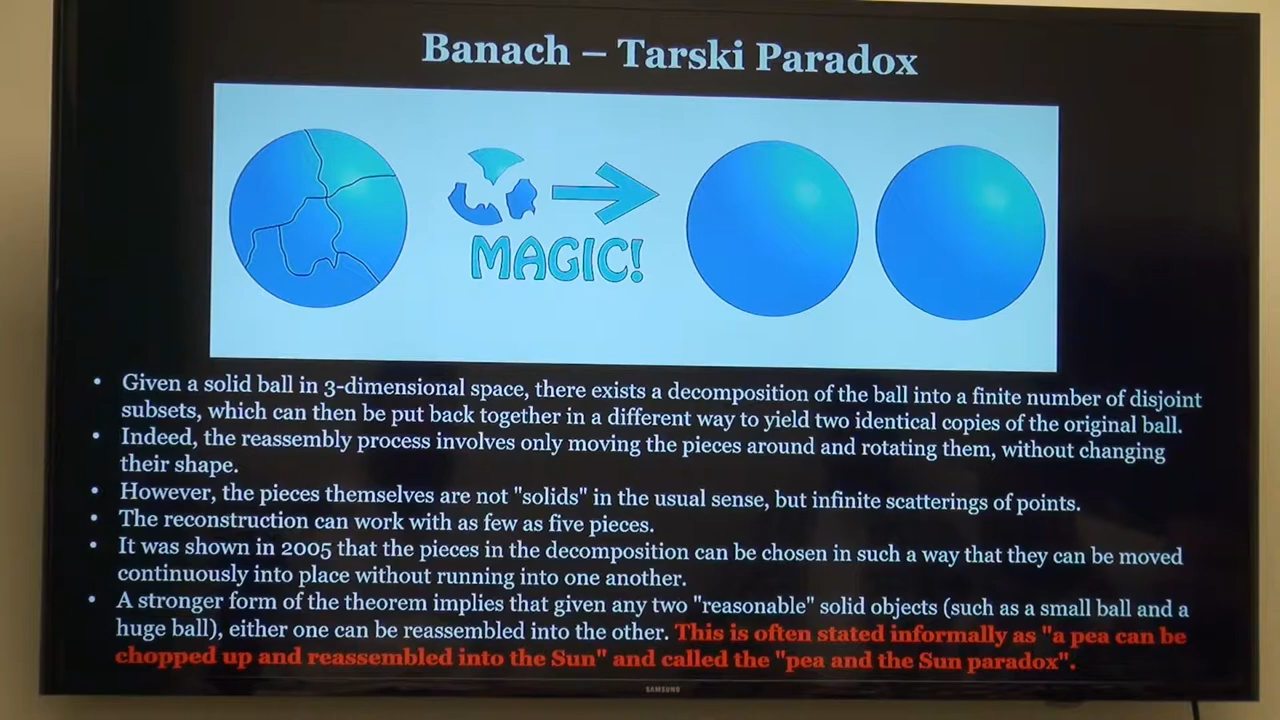 Banach – Tarski Paradox
MAGIC!
• Given a solid ball in 3-dimensional space, there exists a decomposition of the ball into a finite number of disjoint
subsets, which can then be put back together in a different way to yield two identical copies of the original ball.
• Indeed, the reassembly process involves only moving the pieces around and rotating them, without changing
their shape.
• However, the pieces themselves are not "solids" in the usual sense, but infinite scatterings of points.
• The reconstruction can work with as few as five pieces.
• It was shown in 2005 that the pieces in the decomposition can be chosen in such a way that they can be moved
continuously into place without running into one another.
• A stronger form of the theorem implies that given any two "reasonable" solid objects (such as a small ball and a
huge ball), either one can be reassembled into the other. This is often stated informally as "a pea can be
chopped up and reassembled into the Sun" and called the "pea and the Sun paradox".
SAMSUNG